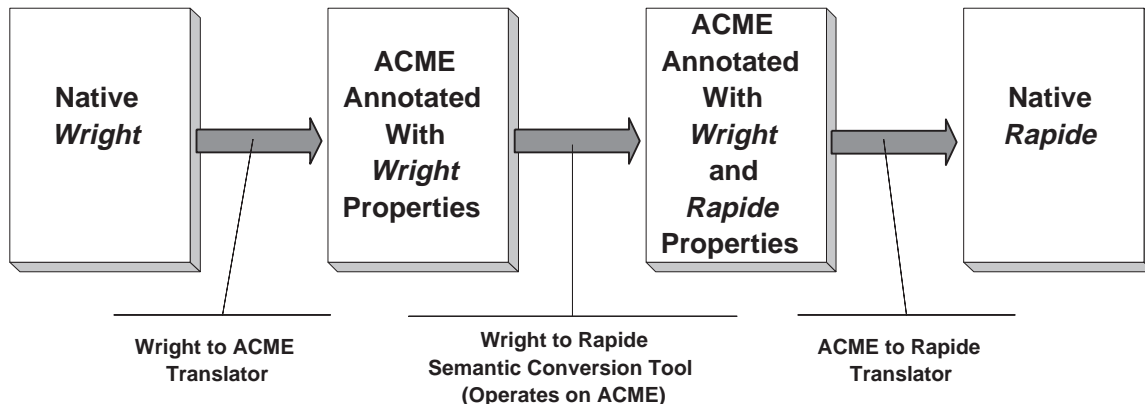 Native
Wright
ACME
Annotated
With
Wright
Properties
ACME
Annotated
With
Wright
and
Rapide
Properties
Native
Rapide
Wright to ACME
Translator
Wright to Rapide
Semantic Conversion Tool
(Operates on ACME)
ACME to Rapide
Translator